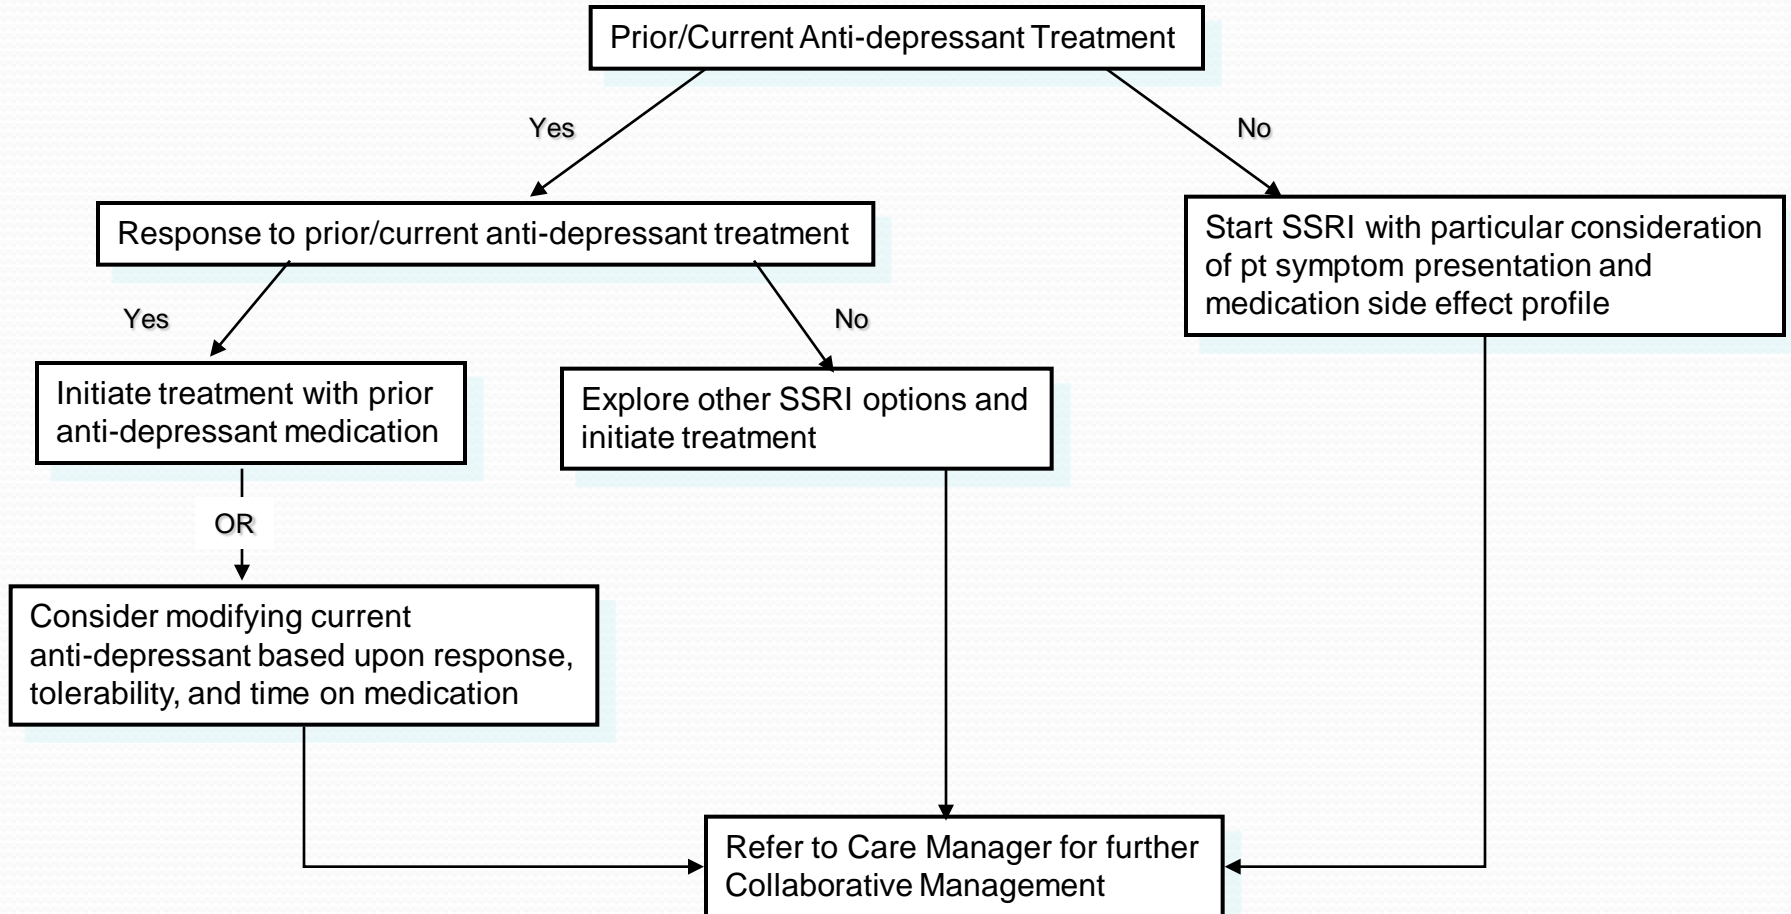 Prior/Current Anti-depressant Treatment
Yes
No
Response to prior/current anti-depressant treatment
Start SSRI with particular consideration
of pt symptom presentation and
medication side effect profile
Yes
No
Initiate treatment with prior
anti-depressant medication
Explore other SSRI options and
initiate treatment
OR
Consider modifying current
anti-depressant based upon response,
tolerability, and time on medication
Refer to Care Manager for further
Collaborative Management